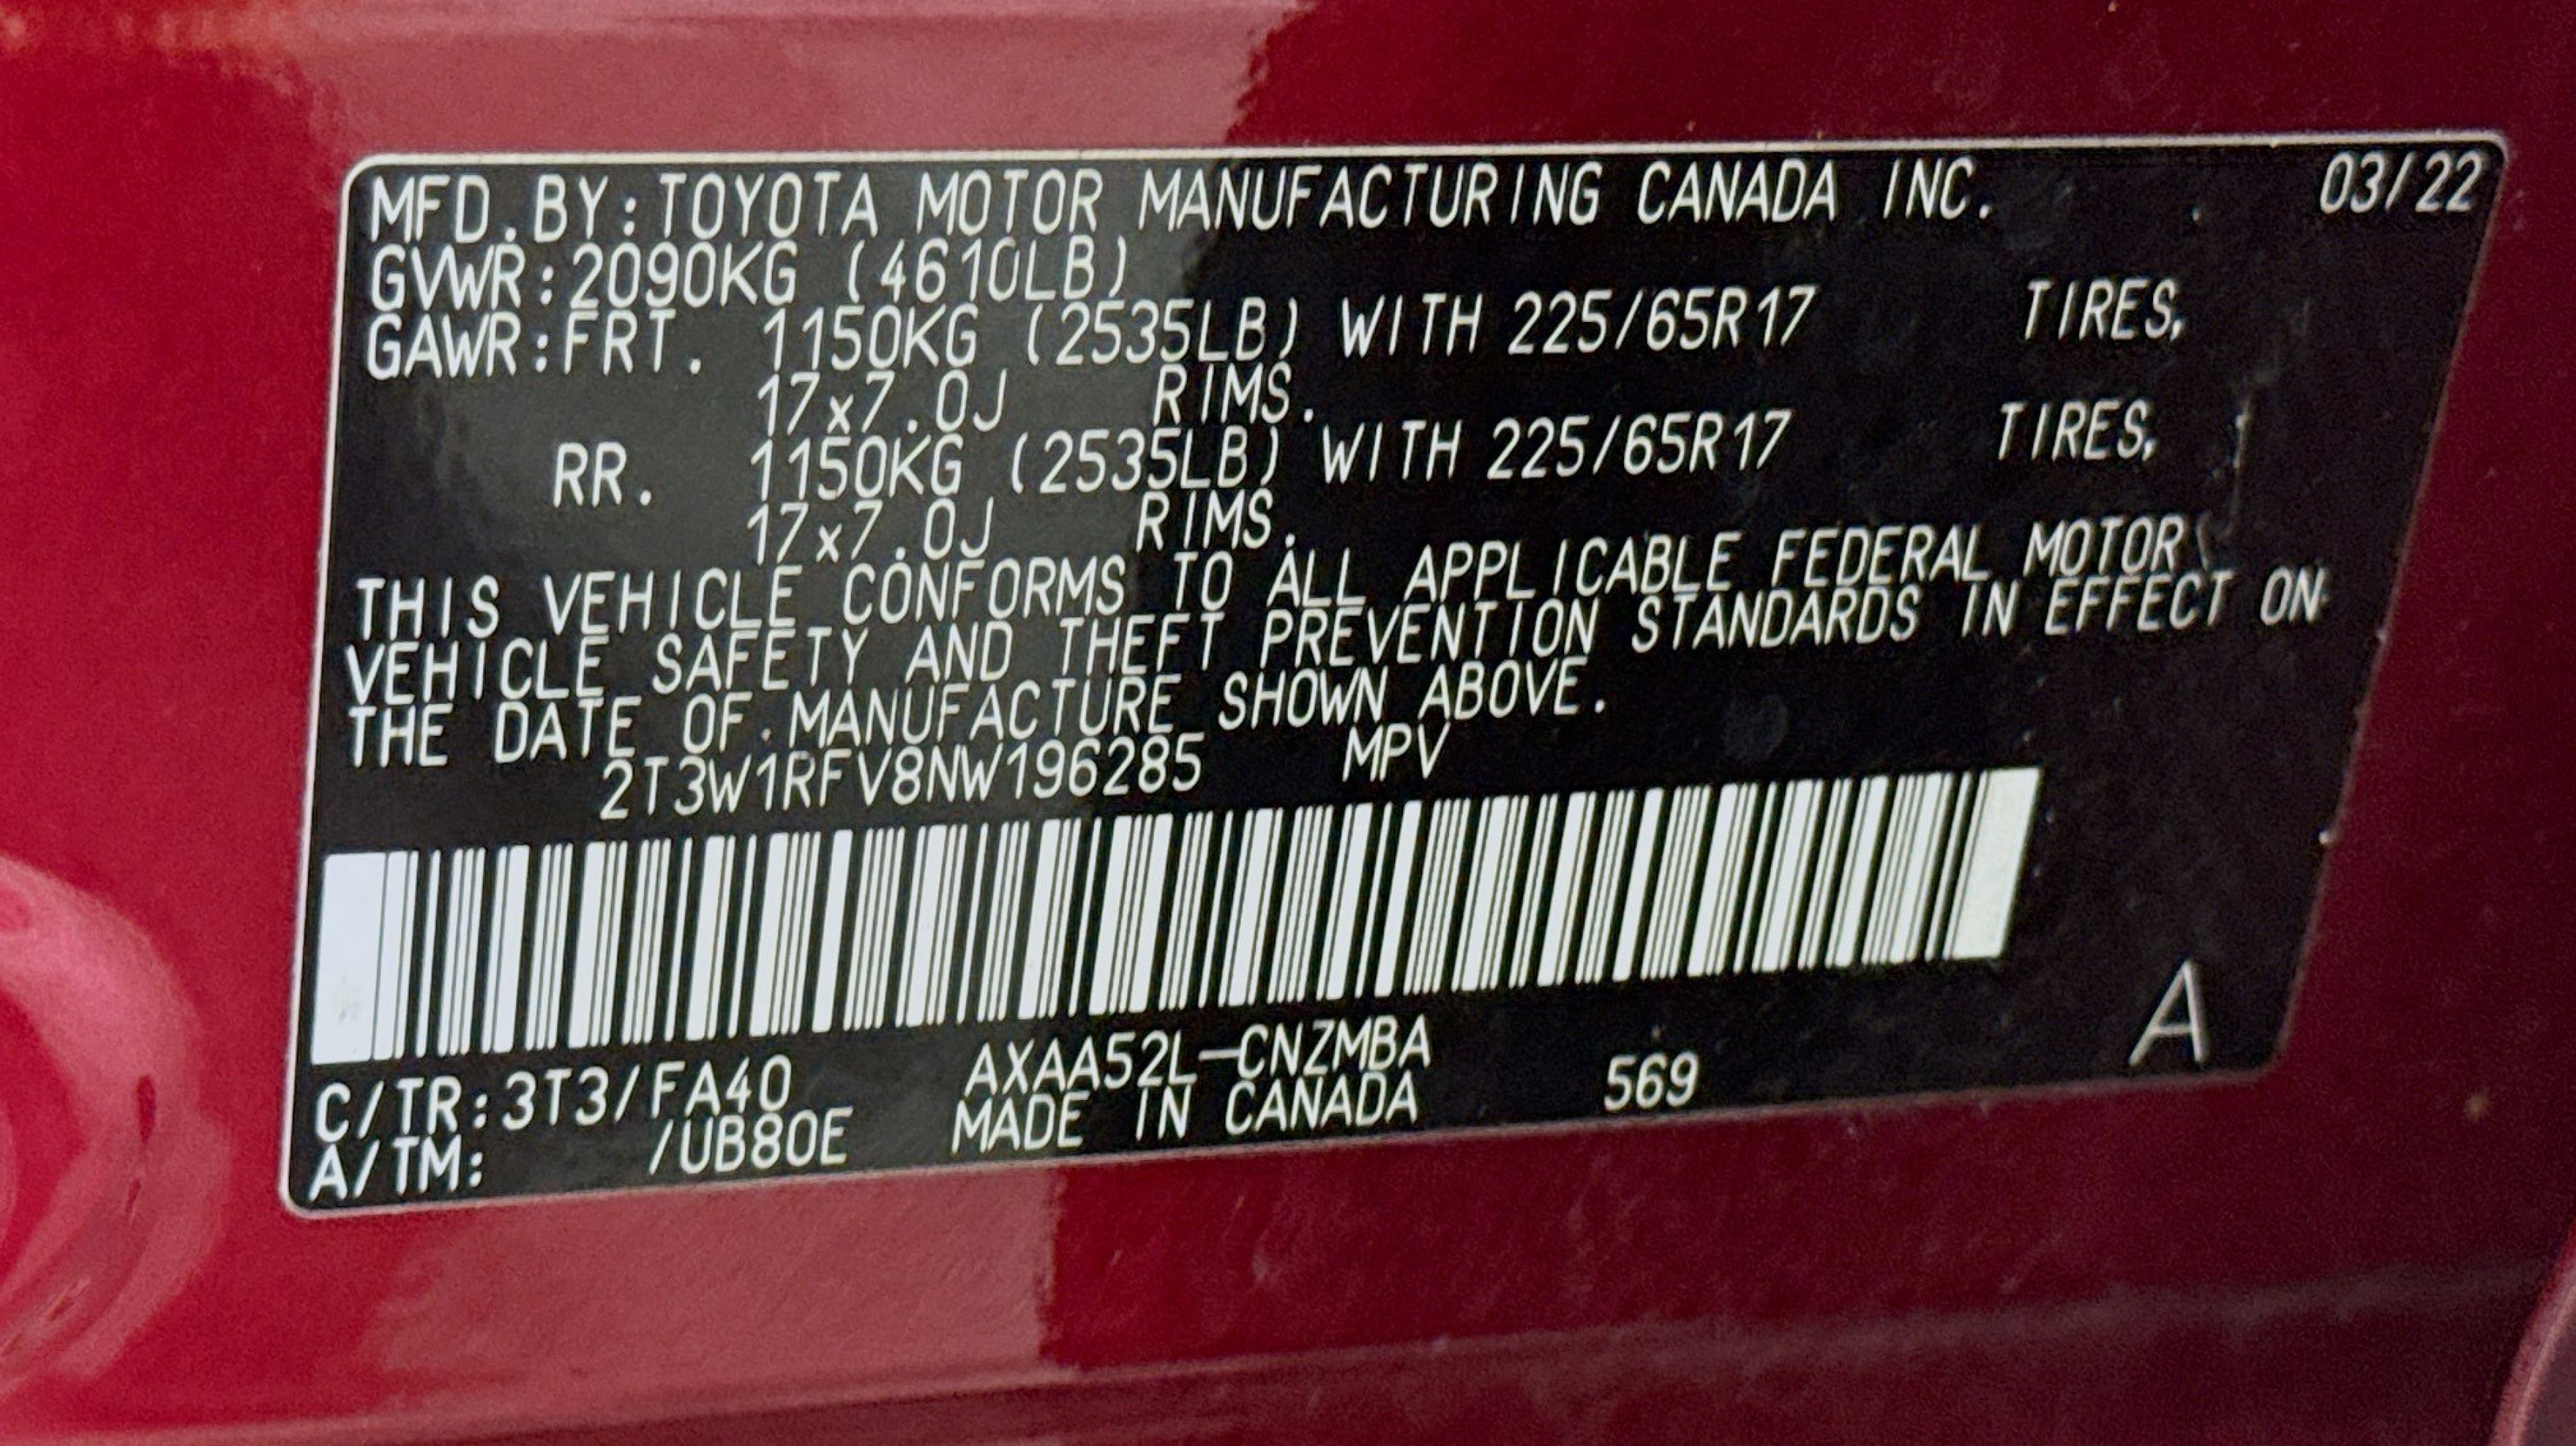 MFD.BY:TOYOTA MOTOR MANUFACTURING CANADA INC. 03/22
GVWR:2090KG (4610LB)
GAWR:FRT. 1150KG (2535LB) WITH 225/65R17 TIRES,
17x7.0J RIMS.
RR. 1150KG (2535LB) WITH 225/65R17 TIRES,
17x7.0J RIMS.
THIS VEHICLE CONFORMS TO ALL APPLICABLE FEDERAL MOTOR
VEHICLE SAFETY AND THEFT PREVENTION STANDARDS IN EFFECT ON
THE DATE OF MANUFACTURE SHOWN ABOVE.
2T3W1RFV8NW196285 MPV
C/TR:3T3/FA40 AXAA52L-CNZMBA 569 A
A/TM: /UB80E MADE IN CANADA